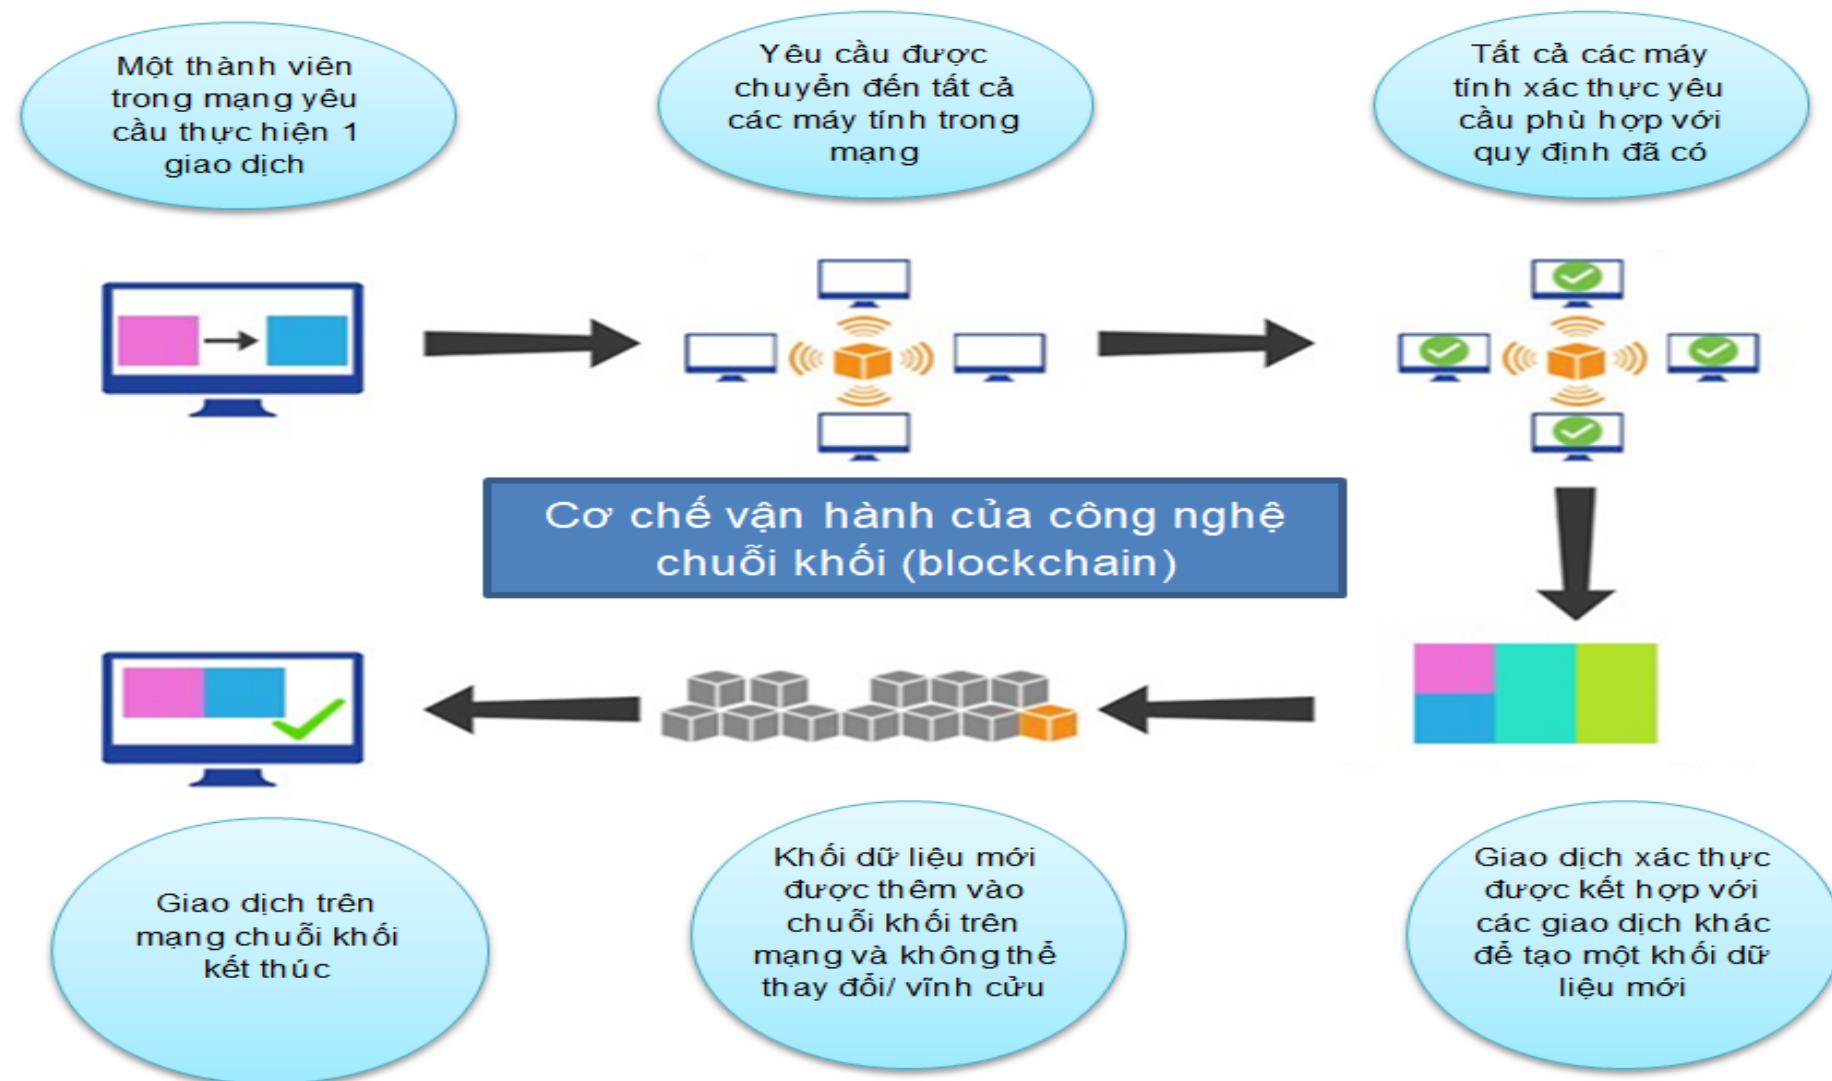 Một thành viên
trong mạng yêu
cầu thực hiện 1
giao dịch
Yêu cầu được
chuyển đến tất cả
các máy tính trong
mạng
Tất cả các máy
tính xác thực yêu
cầu phù hợp với
quy định đã có
Cơ chế vận hành của công nghệ
chuỗi khối (blockchain)
Giao dịch trên
mạng chuỗi khối
kết thúc
Khối dữ liệu mới
được thêm vào
chuỗi khối trên
mạng và không thể
thay đổi/ vĩnh cửu
Giao dịch xác thực
được kết hợp với
các giao dịch khác
để tạo một khối dữ
liệu mới